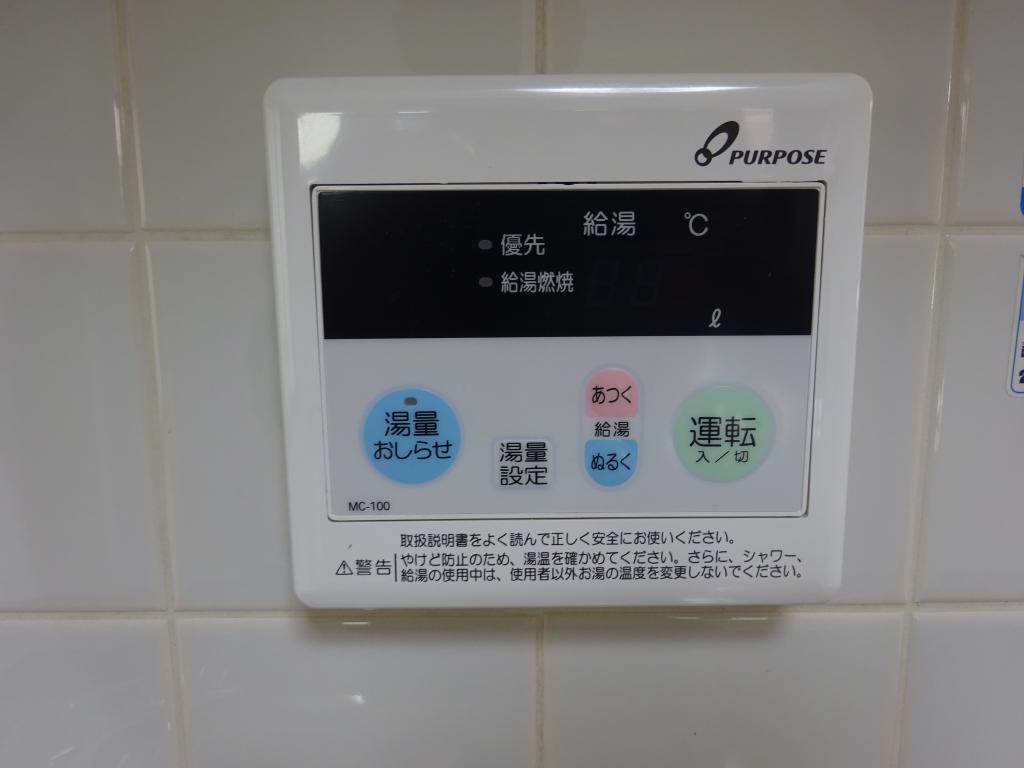 PURPOSE
給湯 ℃
優先
給湯燃焼
ℓ
湯量
おしらせ
湯量
設定
あつく
給湯
ぬるく
運転
入／切
MC-100
取扱説明書をよく読んで正しく安全にお使いください。
⚠警告 やけど防止のため、湯温を確かめてください。さらに、シャワー、
給湯の使用中は、使用者以外お湯の温度を変更しないでください。